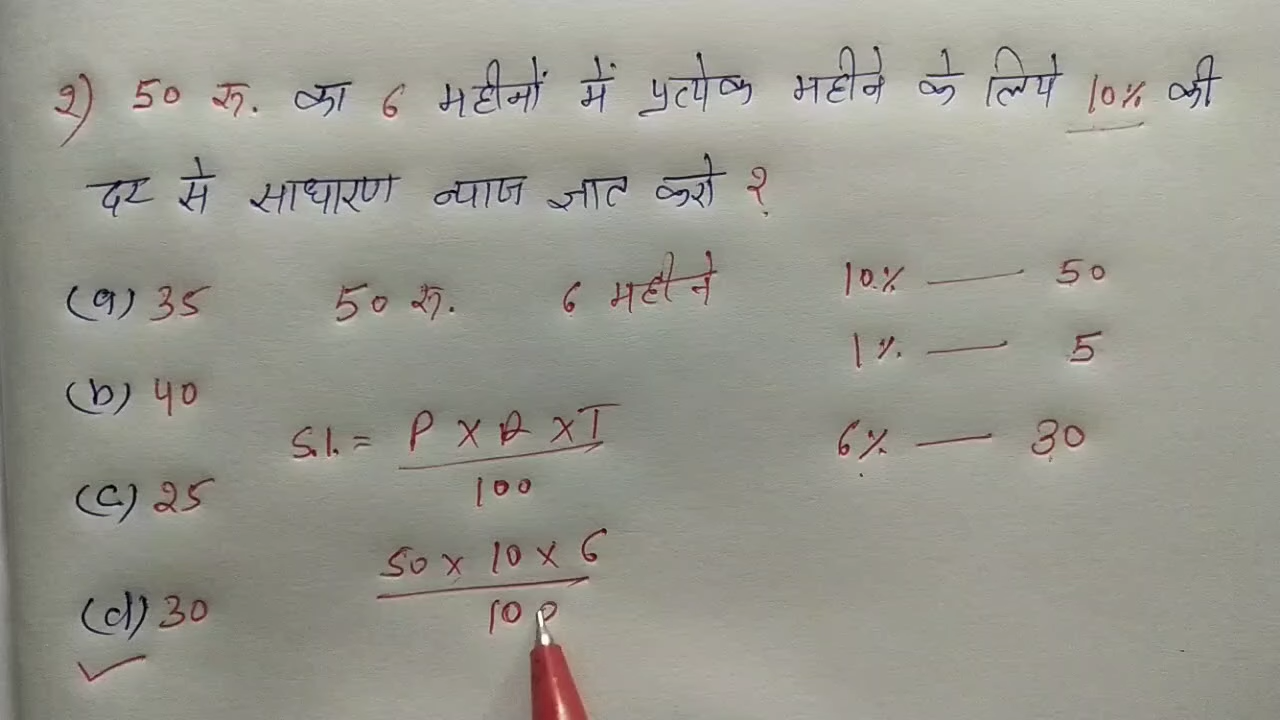 २) 50 रु. का 6 महीनों में प्रत्येक महीने के लिये 10% की
दर से साधारण ब्याज ज्ञात करो ?
(a) 35
50 रु.
6 महीने
(b) 40
S.I. = P X R X T
100
50 x 10 x 6
100
(c) 25
(d) 30
10% — 50
1% — 5
6% — 30